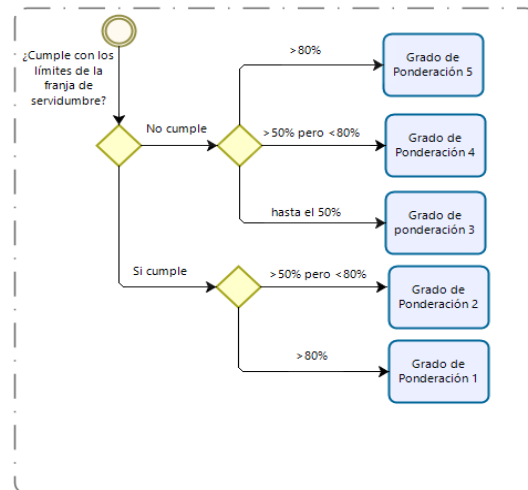 ¿Cumple con los
límites de la
franja de
servidumbre?
>80%
Grado de
Ponderación 5
No cumple
>50% pero <80%
Grado de
Ponderación 4
hasta el 50%
Grado de
ponderación 3
Si cumple
>50% pero <80%
Grado de
Ponderación 2
>80%
Grado de
Ponderación 1